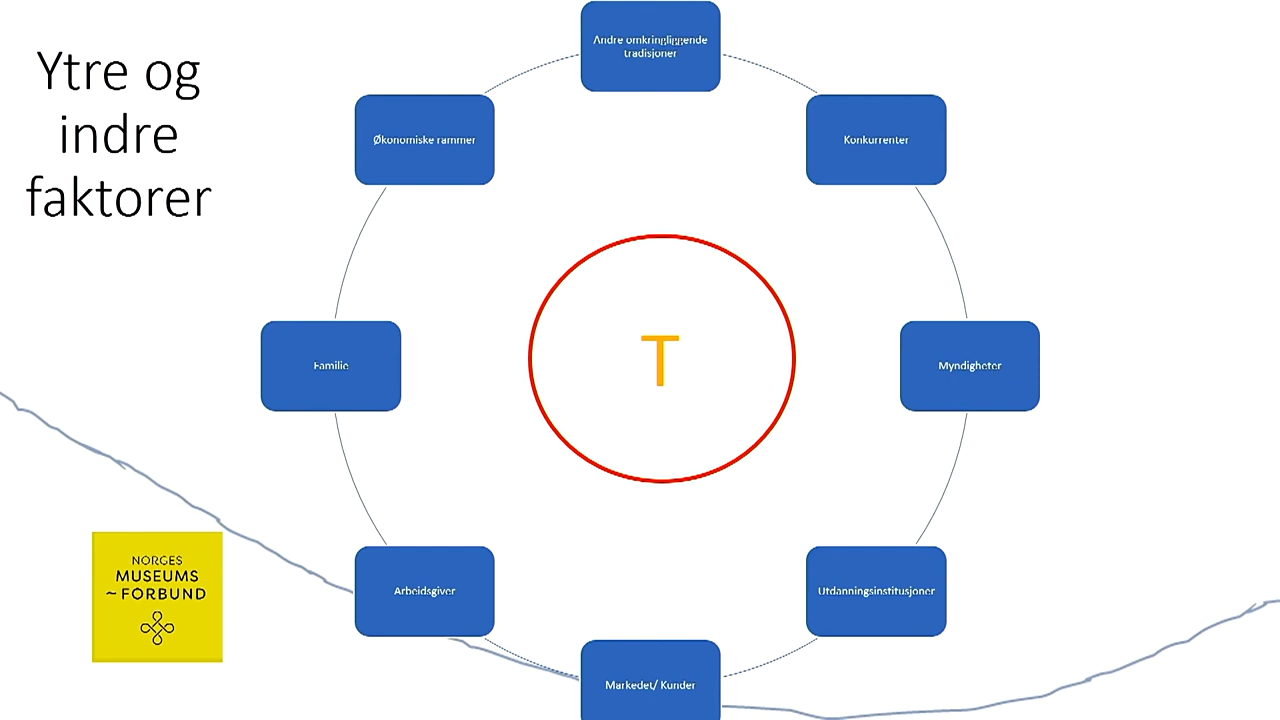 Ytre og
indre
faktorer
Andre omkringliggende
tradisjoner
Konkurrenter
Myndigheter
Utdanningsinstitusjoner
Markedet/ Kunder
Arbeidsgiver
Familie
Økonomiske rammer
T
NORGES
MUSEUMS
~FORBUND